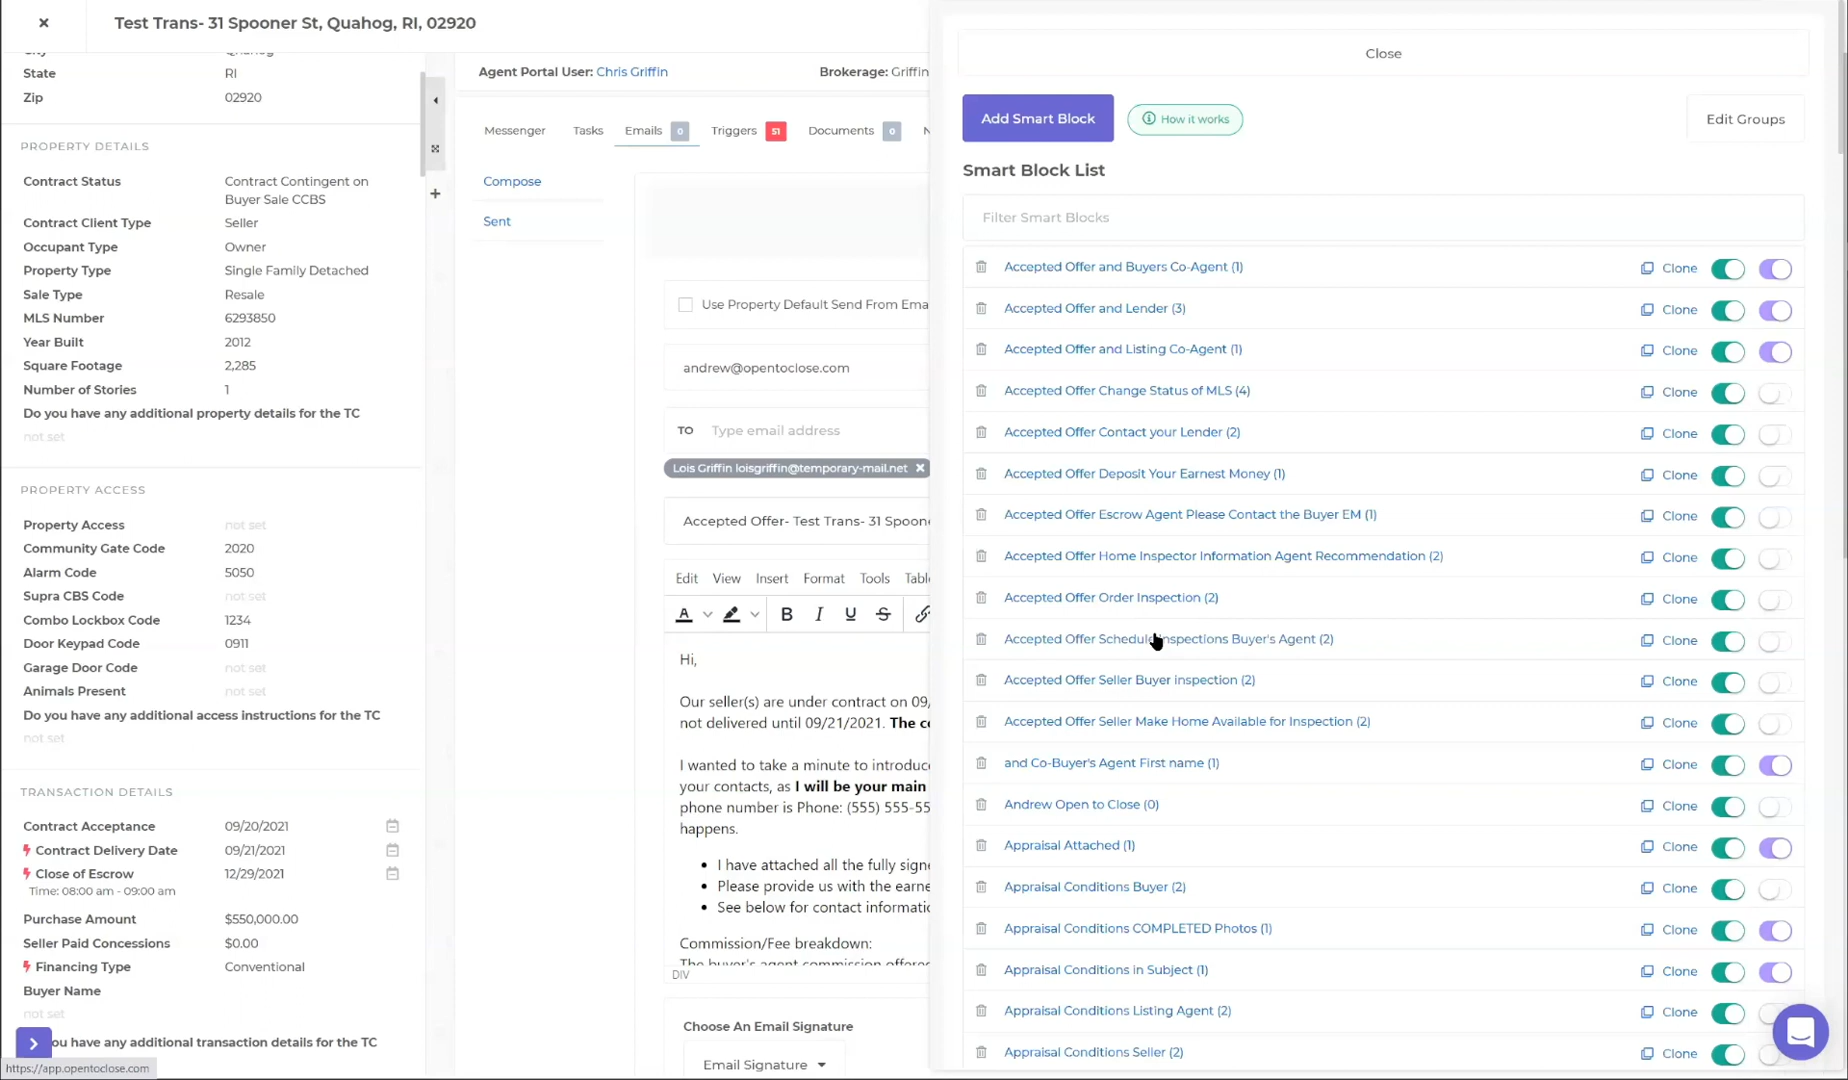 × Test Trans- 31 Spooner St, Quahog, RI, 02920
State RI
Zip 02920
PROPERTY DETAILS
Contract Status Contract Contingent on
Buyer Sale CCBS
Contract Client Type Seller
Occupant Type Owner
Property Type Single Family Detached
Sale Type Resale
MLS Number 6293850
Year Built 2012
Square Footage 2,285
Number of Stories 1
Do you have any additional property details for the TC
not set
PROPERTY ACCESS
Property Access not set
Community Gate Code 2020
Alarm Code 5050
Supra CBS Code not set
Combo Lockbox Code 1234
Door Keypad Code 0911
Garage Door Code not set
Animals Present not set
Do you have any additional access instructions for the TC
not set
TRANSACTION DETAILS
Contract Acceptance 09/20/2021
Contract Delivery Date 09/21/2021
Close of Escrow 12/29/2021
Time: 08:00 am - 09:00 am
Purchase Amount $550,000.00
Seller Paid Concessions $0.00
Financing Type Conventional
Buyer Name
not set
ou have any additional transaction details for the TC
https://app.opentoclose.com
Agent Portal User: Chris Griffin Brokerage: Griffin
Messenger Tasks Emails 0 Triggers 51 Documents 0 N
Compose
Sent
Use Property Default Send From Ema
andrew@opentoclose.com
TO Type email address
Lois Griffin loisgriffin@temporary-mail.net ×
Accepted Offer- Test Trans- 31 Spoon
Edit View Insert Format Tools Tabl
A B I U S
Hi,
Our seller(s) are under contract on 09/
not delivered until 09/21/2021. The co
I wanted to take a minute to introduc
your contacts, as I will be your main
phone number is Phone: (555) 555-55
happens.
• I have attached all the fully signe
• Please provide us with the earne
• See below for contact informatio
Commission/Fee breakdown:
The buyer's agent commission offered
DIV
Choose An Email Signature
Email Signature
Close
Add Smart Block How it works Edit Groups
Smart Block List
Filter Smart Blocks
Accepted Offer and Buyers Co-Agent (1) Clone
Accepted Offer and Lender (3) Clone
Accepted Offer and Listing Co-Agent (1) Clone
Accepted Offer Change Status of MLS (4) Clone
Accepted Offer Contact your Lender (2) Clone
Accepted Offer Deposit Your Earnest Money (1) Clone
Accepted Offer Escrow Agent Please Contact the Buyer EM (1) Clone
Accepted Offer Home Inspector Information Agent Recommendation (2) Clone
Accepted Offer Order Inspection (2) Clone
Accepted Offer Schedule Inspections Buyer's Agent (2) Clone
Accepted Offer Seller Buyer inspection (2) Clone
Accepted Offer Seller Make Home Available for Inspection (2) Clone
and Co-Buyer's Agent First name (1) Clone
Andrew Open to Close (0) Clone
Appraisal Attached (1) Clone
Appraisal Conditions Buyer (2) Clone
Appraisal Conditions COMPLETED Photos (1) Clone
Appraisal Conditions in Subject (1) Clone
Appraisal Conditions Listing Agent (2) Clone
Appraisal Conditions Seller (2) Clone